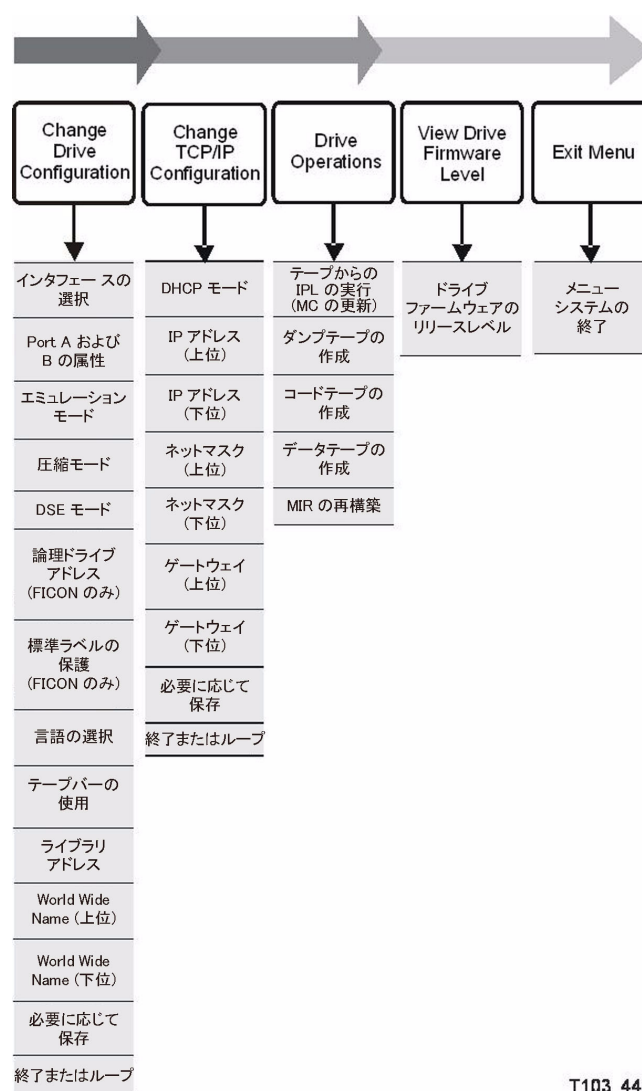 Change
Drive
Configuration
Change
TCP/IP
Configuration
Drive
Operations
View Drive
Firmware
Level
Exit Menu
インタフェー スの
選択
Port A および
B の属性
エミュレーション
モード
圧縮モード
DSE モード
論理ドライブ
アドレス
(FICON のみ)
標準ラベルの
保護
(FICON のみ)
言語の選択
テープバーの
使用
ライブラリ
アドレス
World Wide
Name (上位)
World Wide
Name (下位)
必要に応じて
保存
終了またはループ
DHCP モード
IP アドレス
(上位)
IP アドレス
(下位)
ネットマスク
(上位)
ネットマスク
(下位)
ゲートウェイ
(上位)
ゲートウェイ
(下位)
必要に応じて
保存
終了またはループ
テープからの
IPL の実行
(MC の更新)
ダンプテープの
作成
コードテープの
作成
データテープの
作成
MIR の再構築
ドライブ
ファームウェアの
リリースレベル
メニュー
システムの
終了